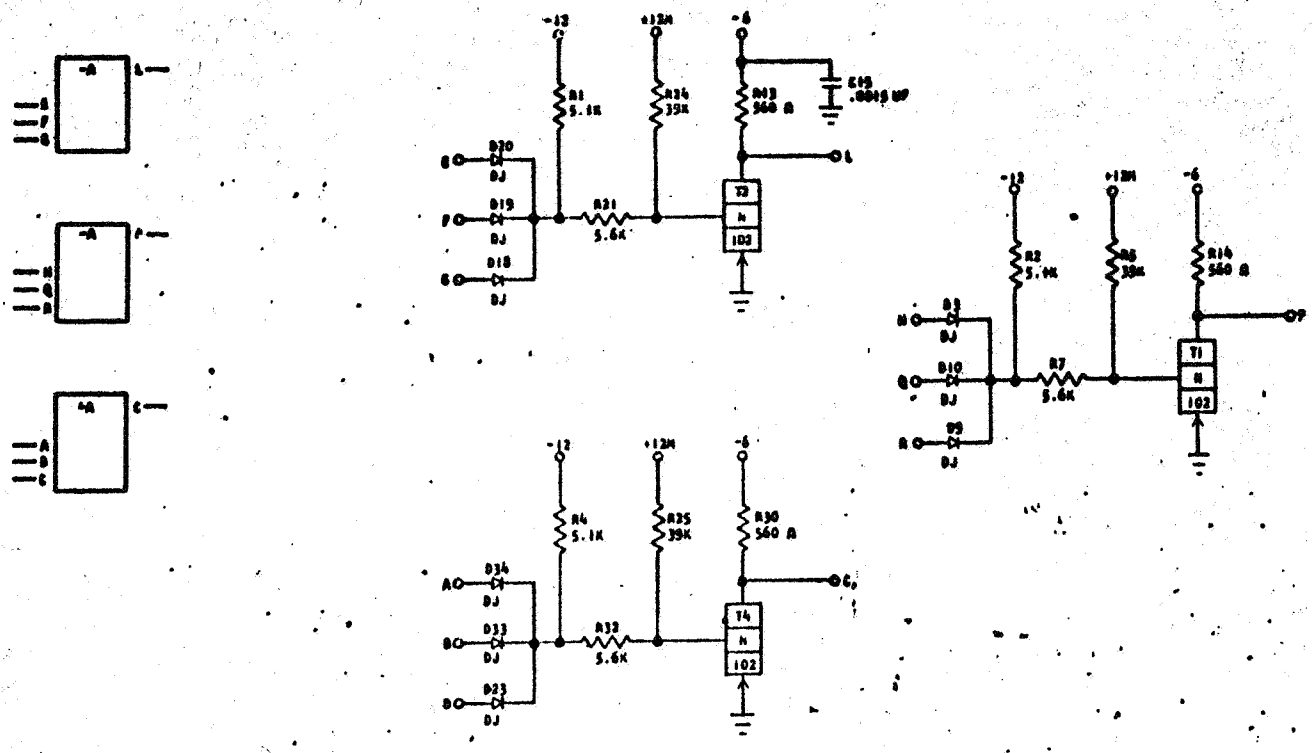 -A L
F
-A P
N
Q
R
+A C
A
-12
+12M
-6
R1
5.1K
R24
39K
R13
560 Ω
C15
.0015 UF
L
E D20
DJ
F D19
DJ
G D18
DJ
R21
5.6K
T2
N
102
-12
+12M
-6
R2
5.1K
R6
39K
R14
560 Ω
P
N
DJ
Q D10
DJ
R D9
DJ
R7
5.6K
T1
N
102
-12
+12M
-6
R4
5.1K
R25
39K
R30
560 Ω
C
A D34
DJ
B D33
DJ
D D23
DJ
R32
5.6K
T4
N
102